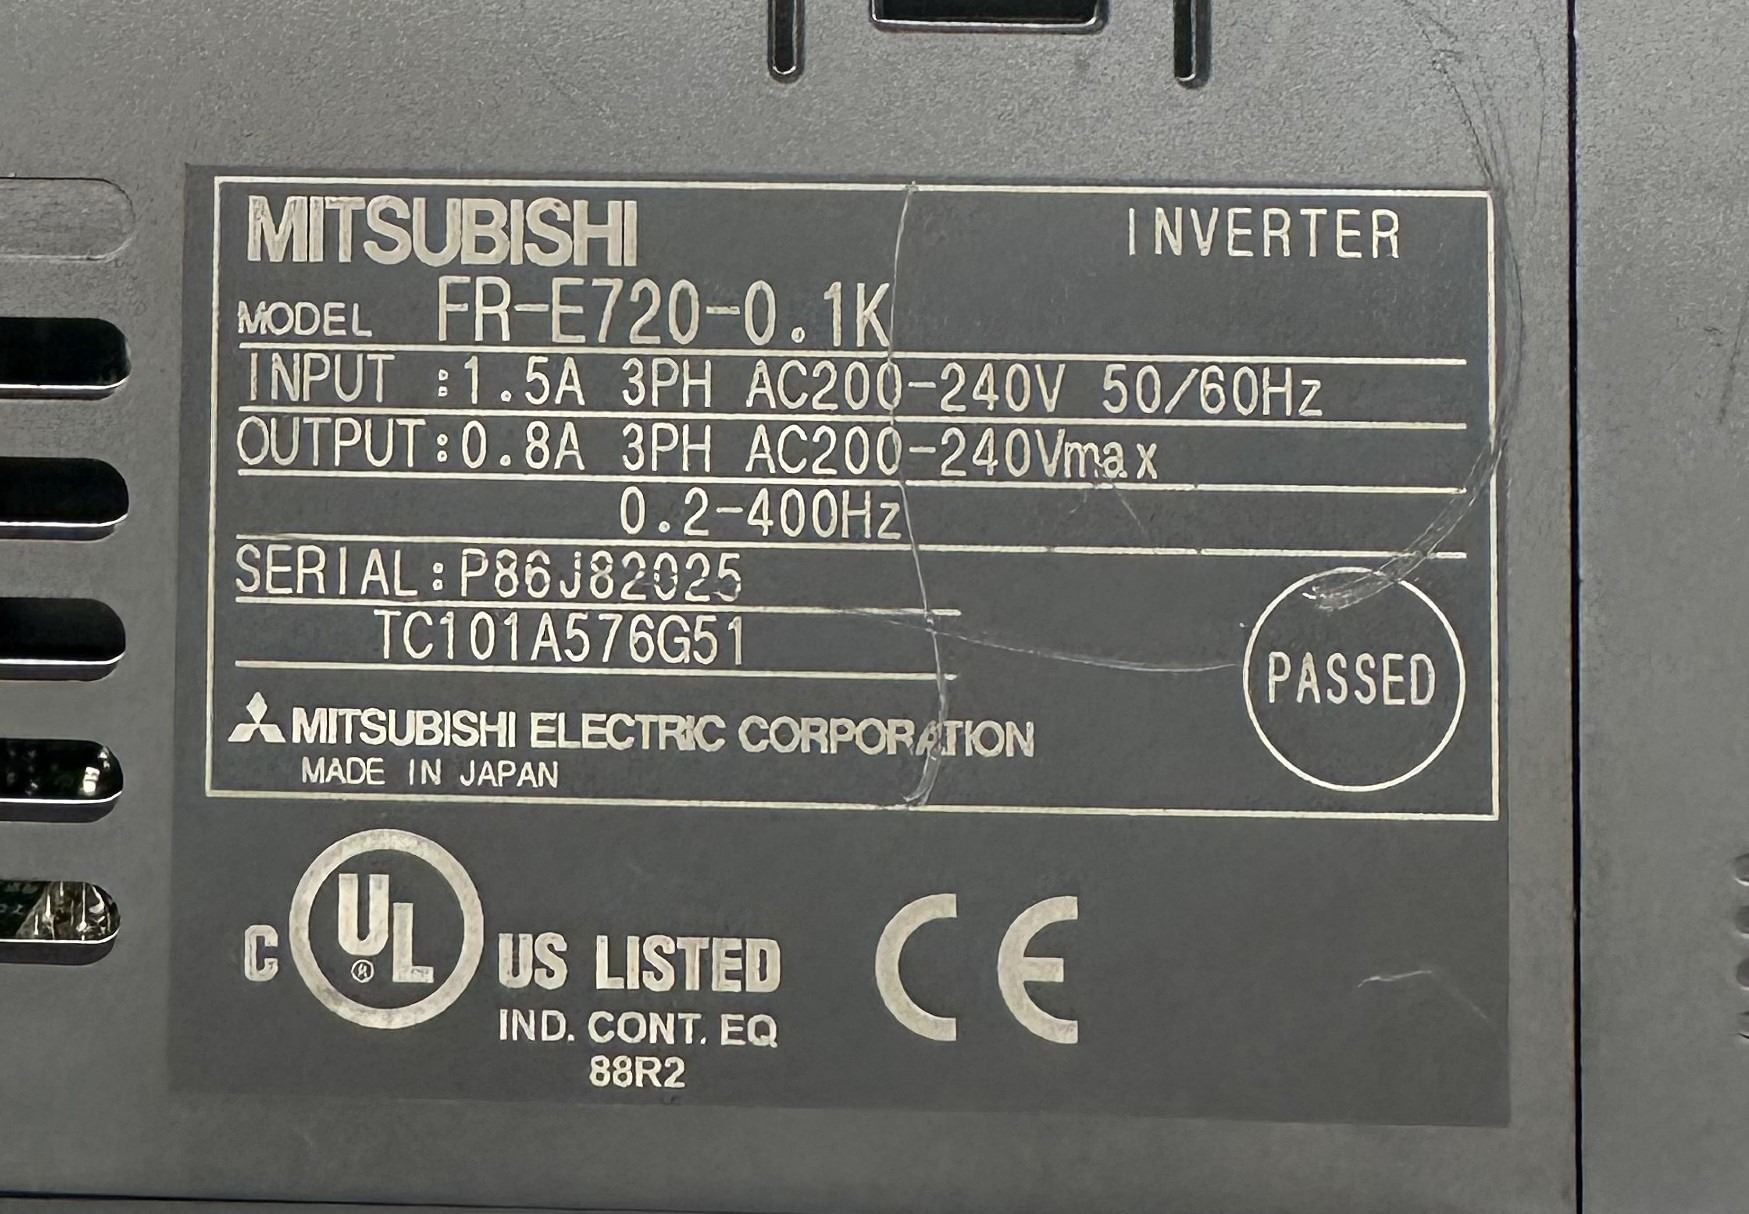 MITSUBISHI INVERTER
MODEL FR-E720-0.1K
INPUT :1.5A 3PH AC200-240V 50/60Hz
OUTPUT:0.8A 3PH AC200-240Vmax
0.2-400Hz
SERIAL:P86J82025
TC101A576G51
PASSED
MITSUBISHI ELECTRIC CORPORATION
MADE IN JAPAN
C UL ® US LISTED CE
IND. CONT. EQ
88R2